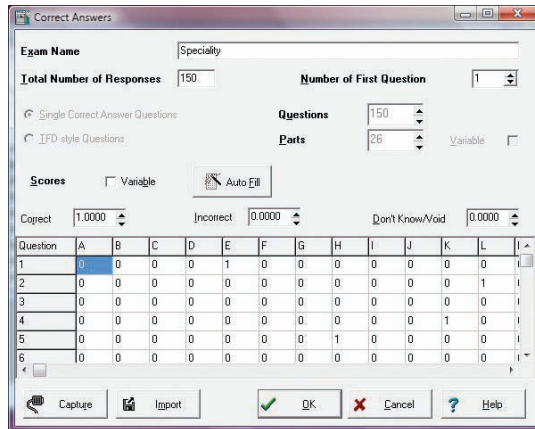 Correct Answers
Exam Name Speciality
Total Number of Responses 150 Number of First Question 1
Single Correct Answer Questions Questions 150
TFD style Questions Parts 26 Variable
Scores Variable Auto Fill
Correct 1.0000 Incorrect 0.0000 Don't Know/Void 0.0000
Question A B C D E F G H I J K L
1 0 0 0 0 1 0 0 0 0 0 0 0
2 0 0 0 0 0 0 0 0 0 0 0 1
3 0 0 0 0 0 0 0 0 0 0 0 0
4 0 0 0 0 0 0 0 0 0 0 1 0
5 0 0 0 0 0 0 0 1 0 0 0 0
6 0 0 0 0 0 0 0 0 0 0 0 0
Capture Import OK Cancel Help